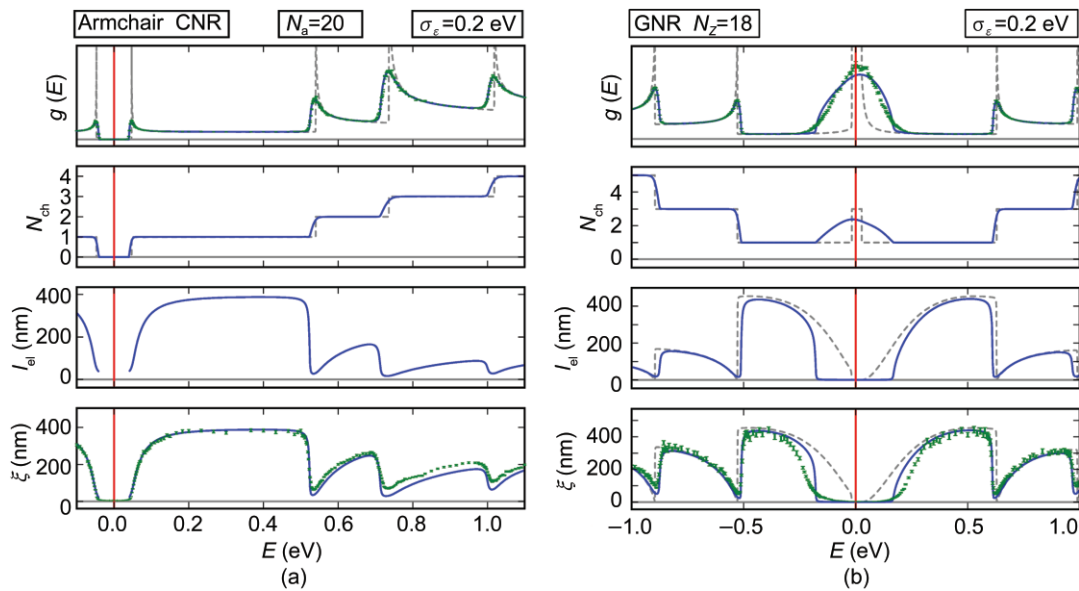 Armchair CNR
Nₐ=20
σ_ε=0.2 eV
g (E)
4
3
2
1
0
N_ch
400
200
0
l_el (nm)
400
200
0
ξ (nm)
0.0 0.2 0.4 0.6 0.8 1.0
E (eV)
(a)
GNR N_Z=18
σ_ε=0.2 eV
g (E)
4
2
0
N_ch
400
200
0
l_el (nm)
400
200
0
ξ (nm)
−1.0 −0.5 0.0 0.5 1.0
E (eV)
(b)